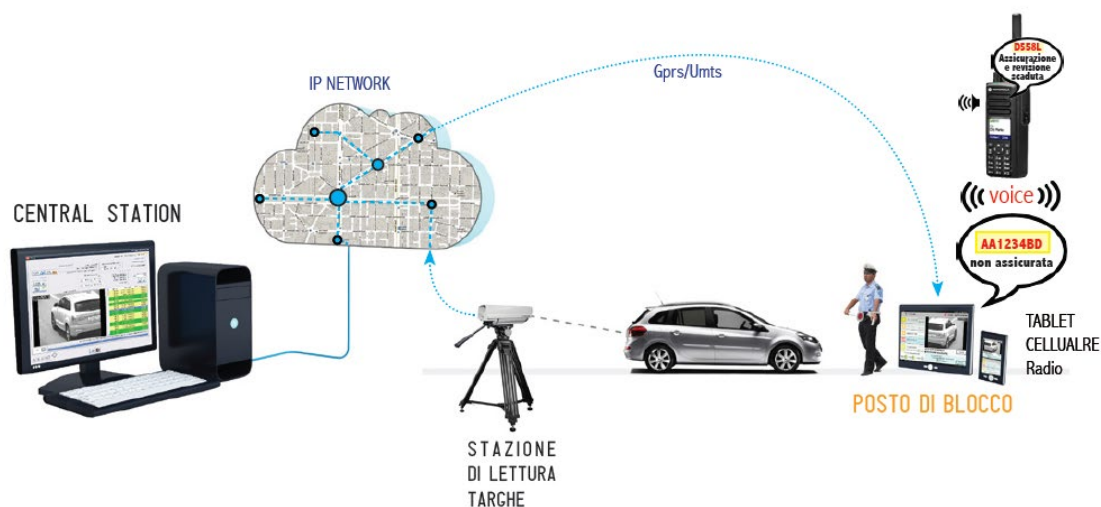 D558L
Assicurazione
e revisione
scaduta
Gprs/Umts
IP NETWORK
voice
CENTRAL STATION
AA1234BD
non assicurata
TABLET
CELLUALRE
Radio
POSTO DI BLOCCO
STAZIONE
DI LETTURA
TARGHE